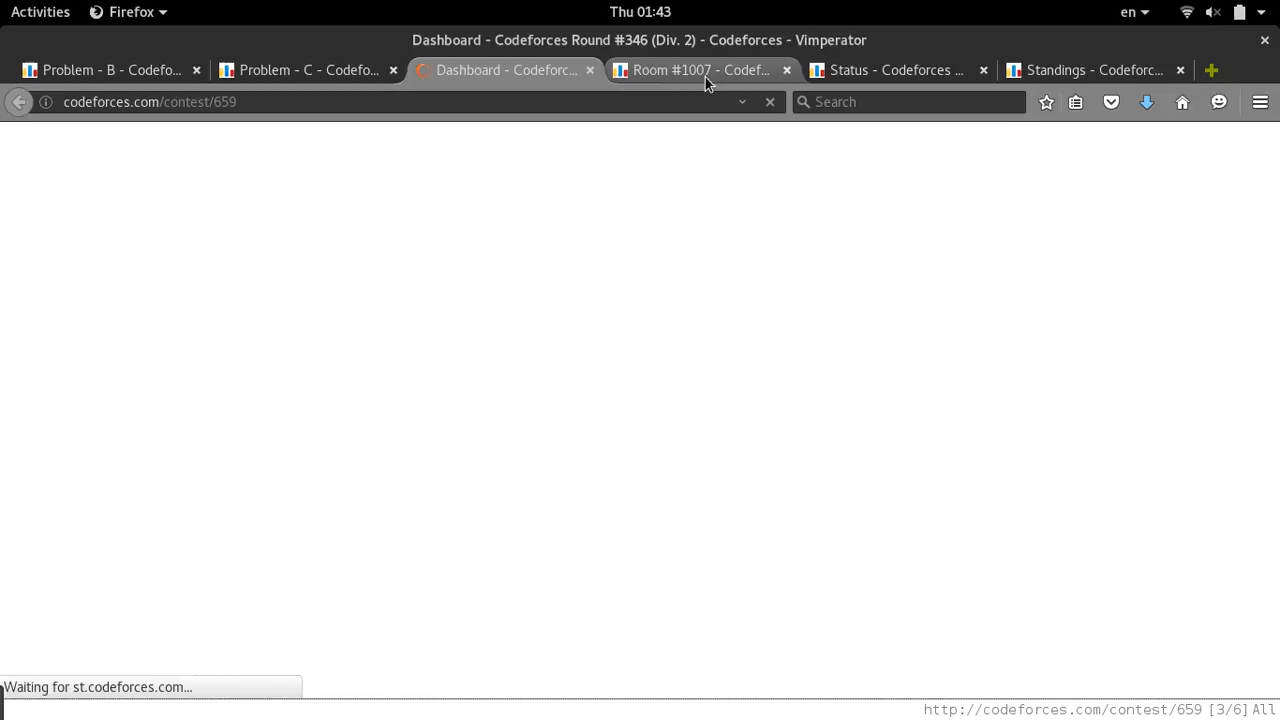 Activities Firefox Thu 01:43 en
Dashboard - Codeforces Round #346 (Div. 2) - Codeforces - Vimperator
Problem - B - Codefo... Problem - C - Codefo... Dashboard - Codeforc... Room #1007 - Codef... Status - Codeforces ... Standings - Codeforc...
codeforces.com/contest/659 Search
Waiting for st.codeforces.com...
http://codeforces.com/contest/659 [3/6] All